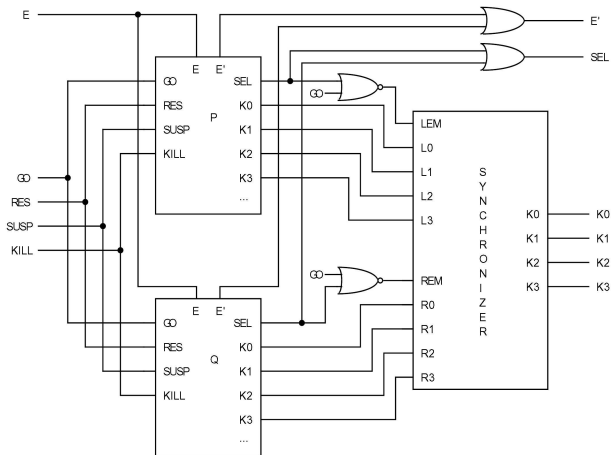 E
E'
SEL
E E'
GO
SEL
RES
K0
P
SUSP
K1
KILL
K2
K3
...
GO
LEM
L0
L1
L2
L3
SYNCHRONIZER
K0
K0
K1
K1
K2
K2
K3
K3
GO
RES
SUSP
KILL
GO
REM
R0
R1
R2
R3
E E'
GO
SEL
RES
K0
Q
SUSP
K1
KILL
K2
K3
...